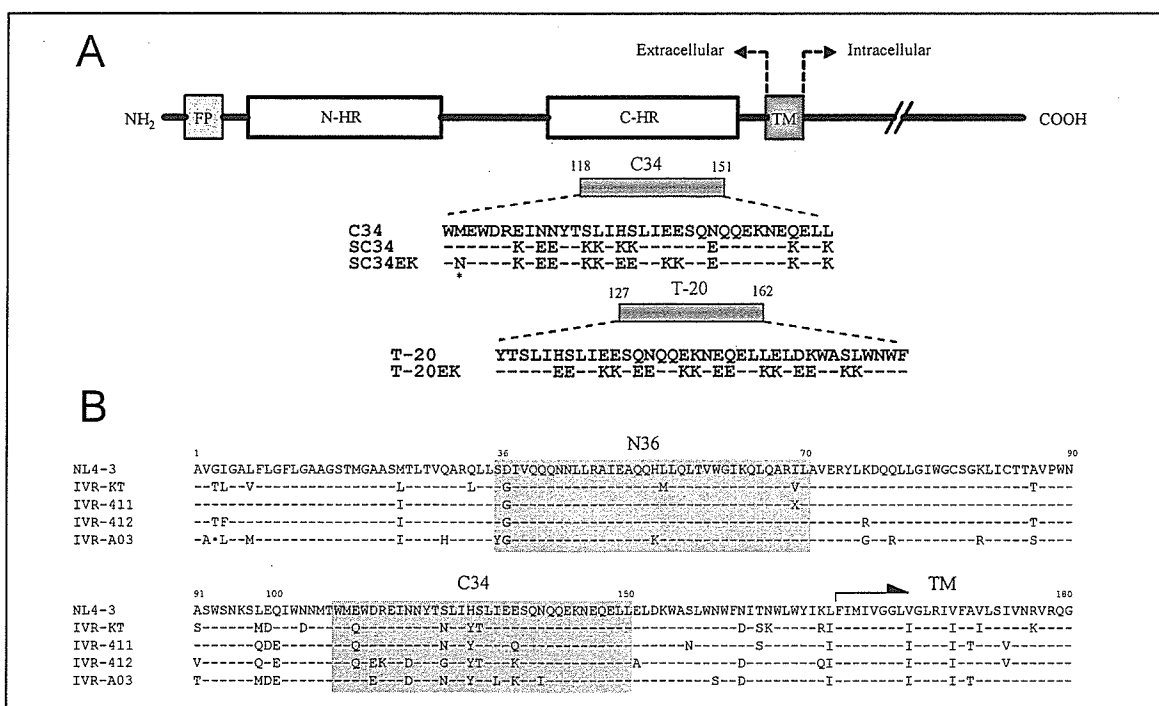 A
Extracellular
Intracellular
NH2
FP
N-HR
C-HR
TM
COOH
118
C34
151
C34 WMEWDREINNYTSLIHSLIEESQNQQEKNEQELL
SC34 ------K-EE--KK-KK------E------K--K
SC34EK -N----K-EE--KK-EE--KK--E------K--K
*
127
T-20
162
T-20 YTSLIHSLIEESQNQQEKNEQELLELDKWASLWNWF
T-20EK -----EE--KK-EE--KK-EE--KK-EE--KK----
B
1 36 N36 70 90
NL4-3 AVGIGALFLGFLGAAGSTMGAASMTLTVQARQLLSDIVQQQNNLLRAIEAQQHLLQLTVWGIKQLQARILAVERYLKDQQLLGIWGCSGKLICTTAVPWN
IVR-KT --TL--V----------------L-------L---G-----------------M--------------V--------------------------T----
IVR-411 -----------------------I-----------G--------------------------------X-------------------------------
IVR-412 --TF-------------------I-----------G----------------------------------------R------------------T----
IVR-A03 -A•L--M----------------I----H-----YG----------------L----------------------G--R---------R------S----
91 100 C34 150 TM 180
NL4-3 ASWSNKSLEQIWNNMTWMEWDREINNYTSLIHSLIEESQNQQEKNEQELLELDKWASLWNWFNITNWLWYIKLFIMIVGGLVGLRIVFAVLSIVNRVRQG
IVR-KT S------MD---D-----Q---------N--YT-----------------------------D-SK-----RI--------I----I--I-----K----
IVR-411 -------QDE--------Q---------N--Y----Q-------------------N-------S-------I--------I----I-T---V-------
IVR-412 V------Q-E--------Q-EK--D---G--YT---K-------------A-----------D--------QI--------I----I-----V-------
IVR-A03 T------MDE----------E---D---N--Y--L-K--I-------------------S--D---------I--------I----I-T-----------